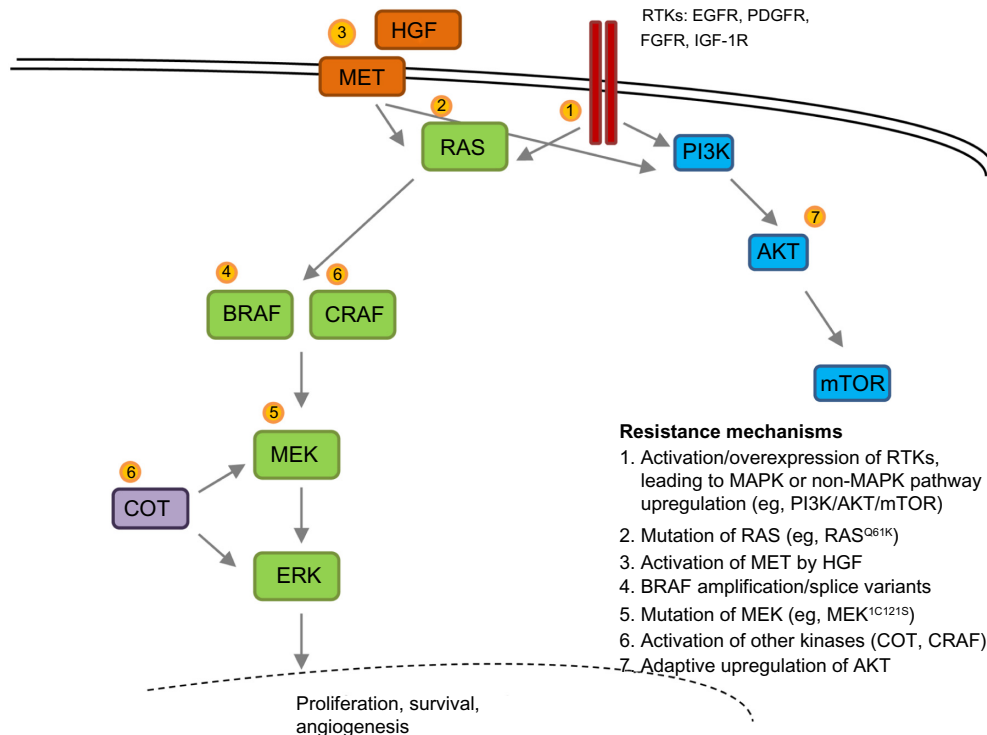 RTKs: EGFR, PDGFR,
FGFR, IGF-1R
3
HGF
MET
2
1
RAS
PI3K
7
AKT
4
6
BRAF
CRAF
mTOR
5
MEK
6
COT
ERK
Proliferation, survival,
angiogenesis
Resistance mechanisms
1. Activation/overexpression of RTKs,
leading to MAPK or non-MAPK pathway
upregulation (eg, PI3K/AKT/mTOR)
2. Mutation of RAS (eg, RAS^Q61K)
3. Activation of MET by HGF
4. BRAF amplification/splice variants
5. Mutation of MEK (eg, MEK^1C121S)
6. Activation of other kinases (COT, CRAF)
7. Adaptive upregulation of AKT